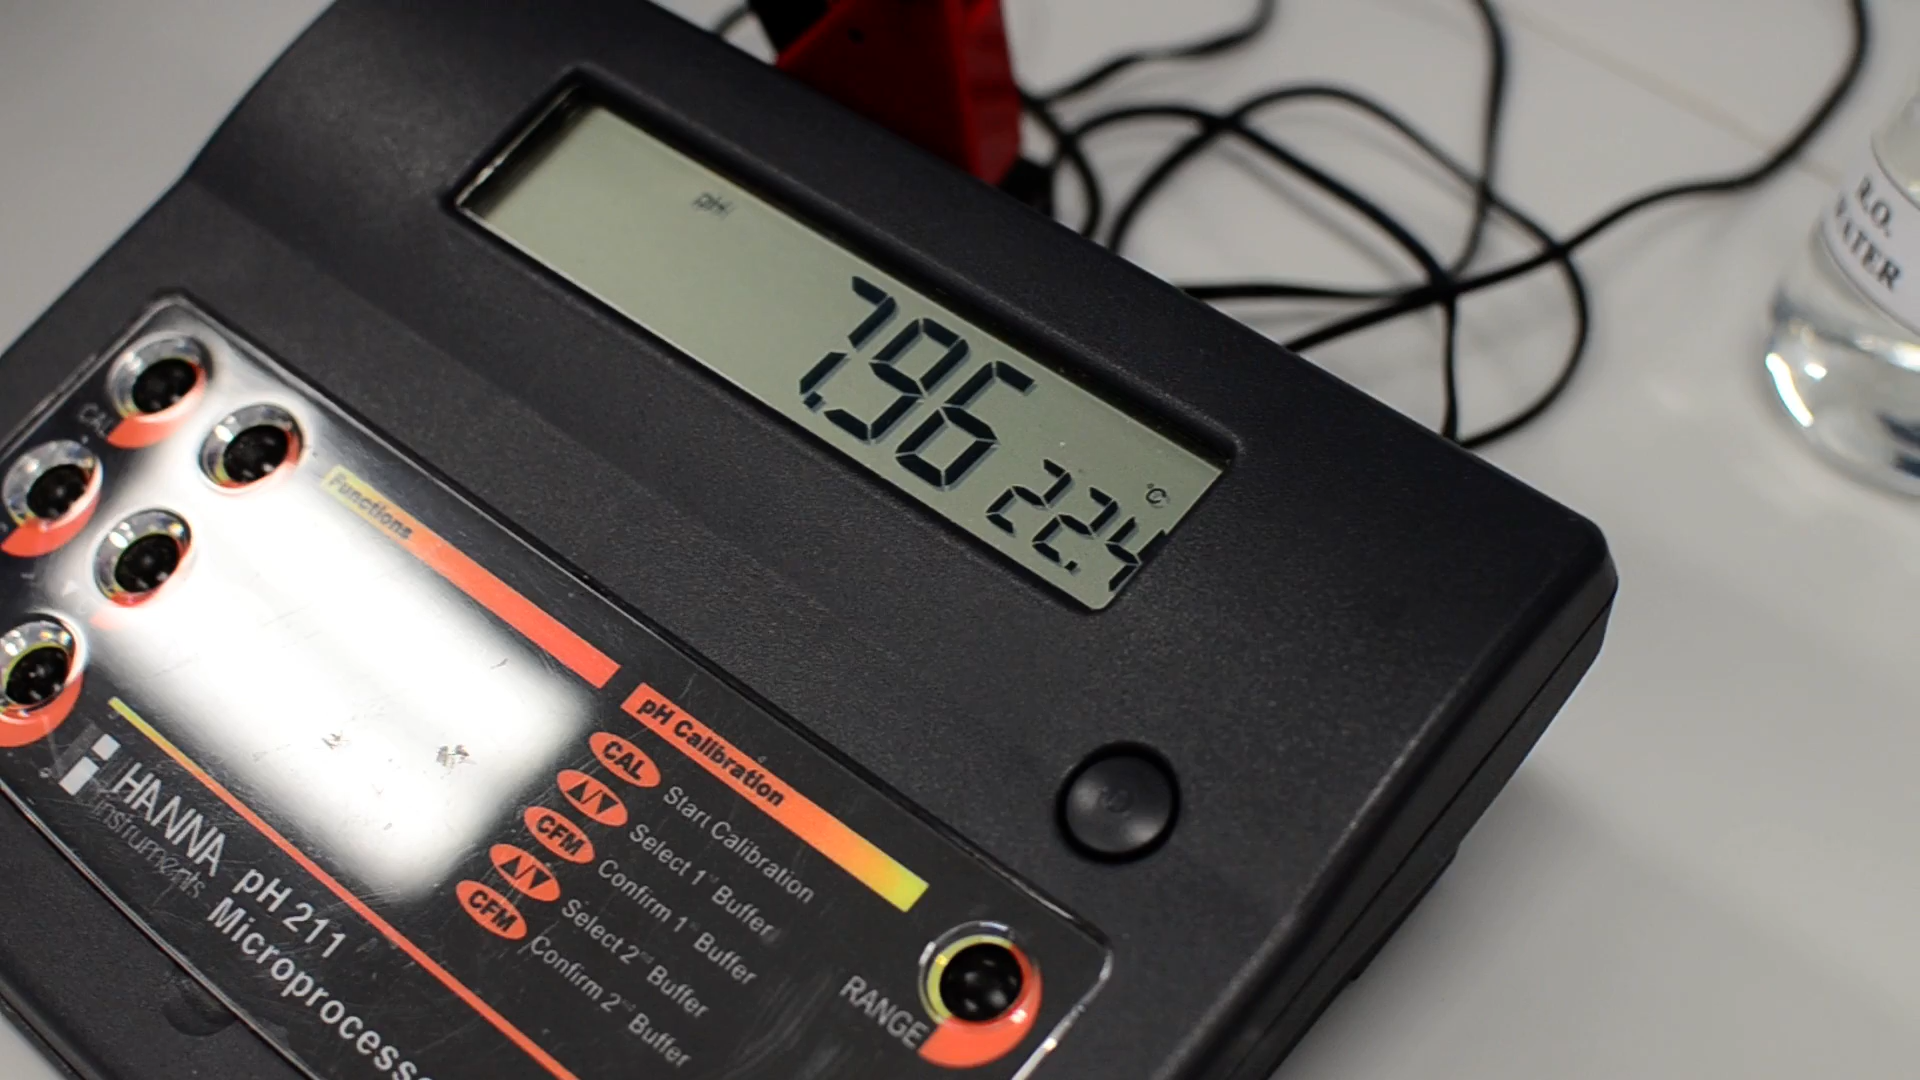 pH
7.96
22.4
°C
R.O.
WATER
CAL
Functions
pH Calibration
CAL Start Calibration
▲/▼ Select 1st Buffer
CFM Confirm 1st Buffer
▲/▼ Select 2nd Buffer
CFM Confirm 2nd Buffer
HANNA
instruments
pH 211
RANGE